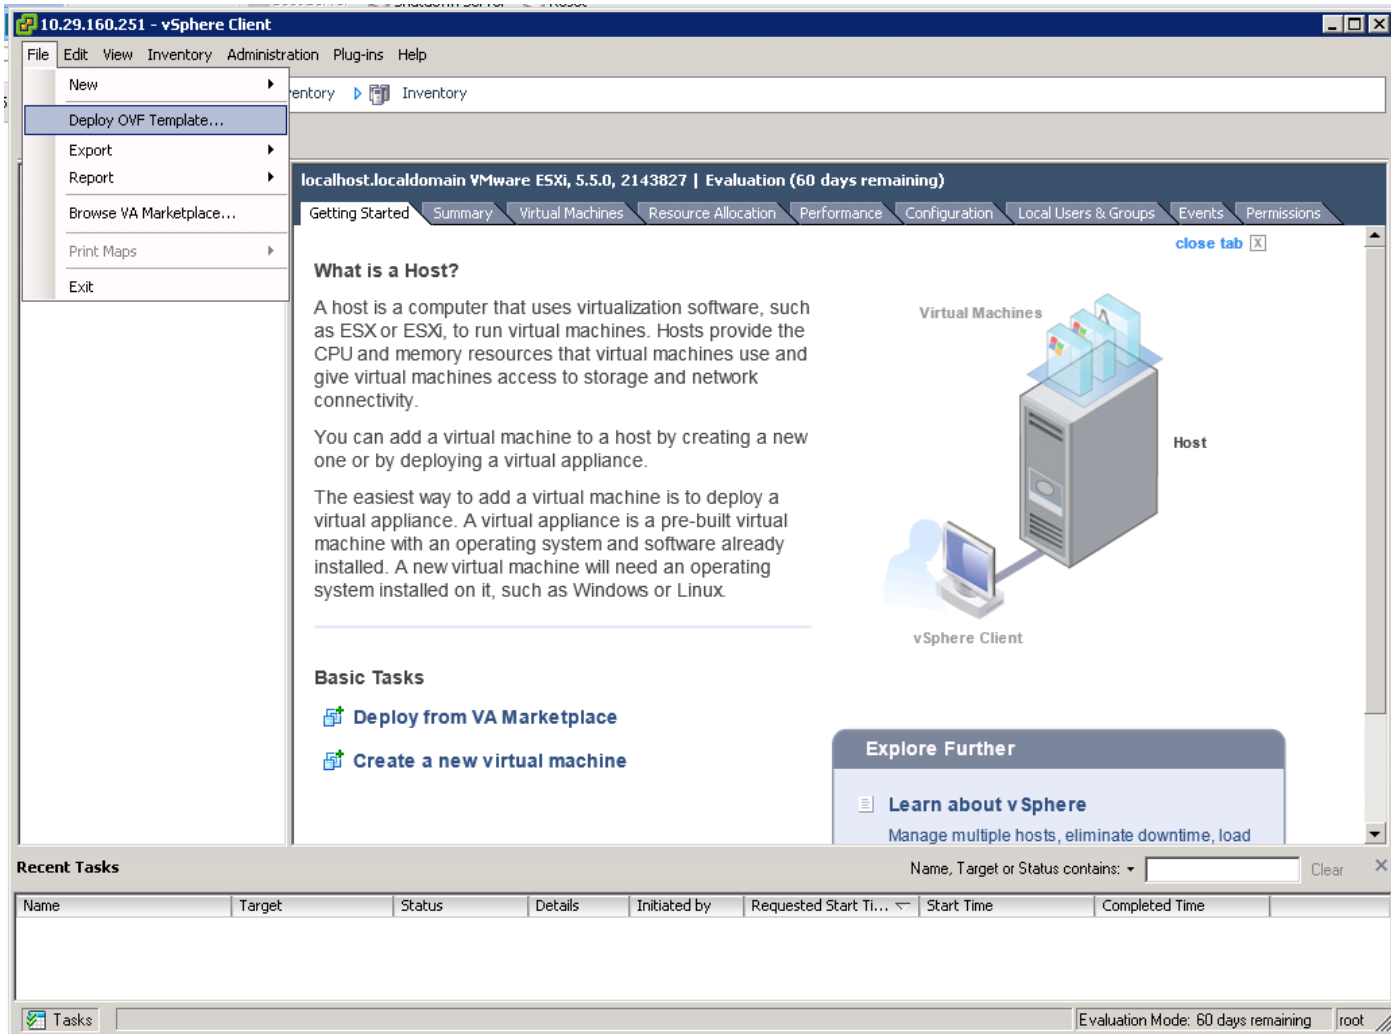 10.29.160.251 - vSphere Client
File Edit View Inventory Administration Plug-ins Help
New
Inventory
Deploy OVF Template...
Export
Report
Browse VA Marketplace...
Print Maps
Exit
localhost.localdomain VMware ESXi, 5.5.0, 2143827 | Evaluation (60 days remaining)
Getting Started Summary Virtual Machines Resource Allocation Performance Configuration Local Users & Groups Events Permissions
close tab X
What is a Host?
A host is a computer that uses virtualization software, such
as ESX or ESXi, to run virtual machines. Hosts provide the
CPU and memory resources that virtual machines use and
give virtual machines access to storage and network
connectivity.
You can add a virtual machine to a host by creating a new
one or by deploying a virtual appliance.
The easiest way to add a virtual machine is to deploy a
virtual appliance. A virtual appliance is a pre-built virtual
machine with an operating system and software already
installed. A new virtual machine will need an operating
system installed on it, such as Windows or Linux.
Virtual Machines
Host
vSphere Client
Basic Tasks
Deploy from VA Marketplace
Create a new virtual machine
Explore Further
Learn about vSphere
Manage multiple hosts, eliminate downtime, load
Recent Tasks
Name, Target or Status contains: Clear
Name Target Status Details Initiated by Requested Start Ti... Start Time Completed Time
Tasks
Evaluation Mode: 60 days remaining root